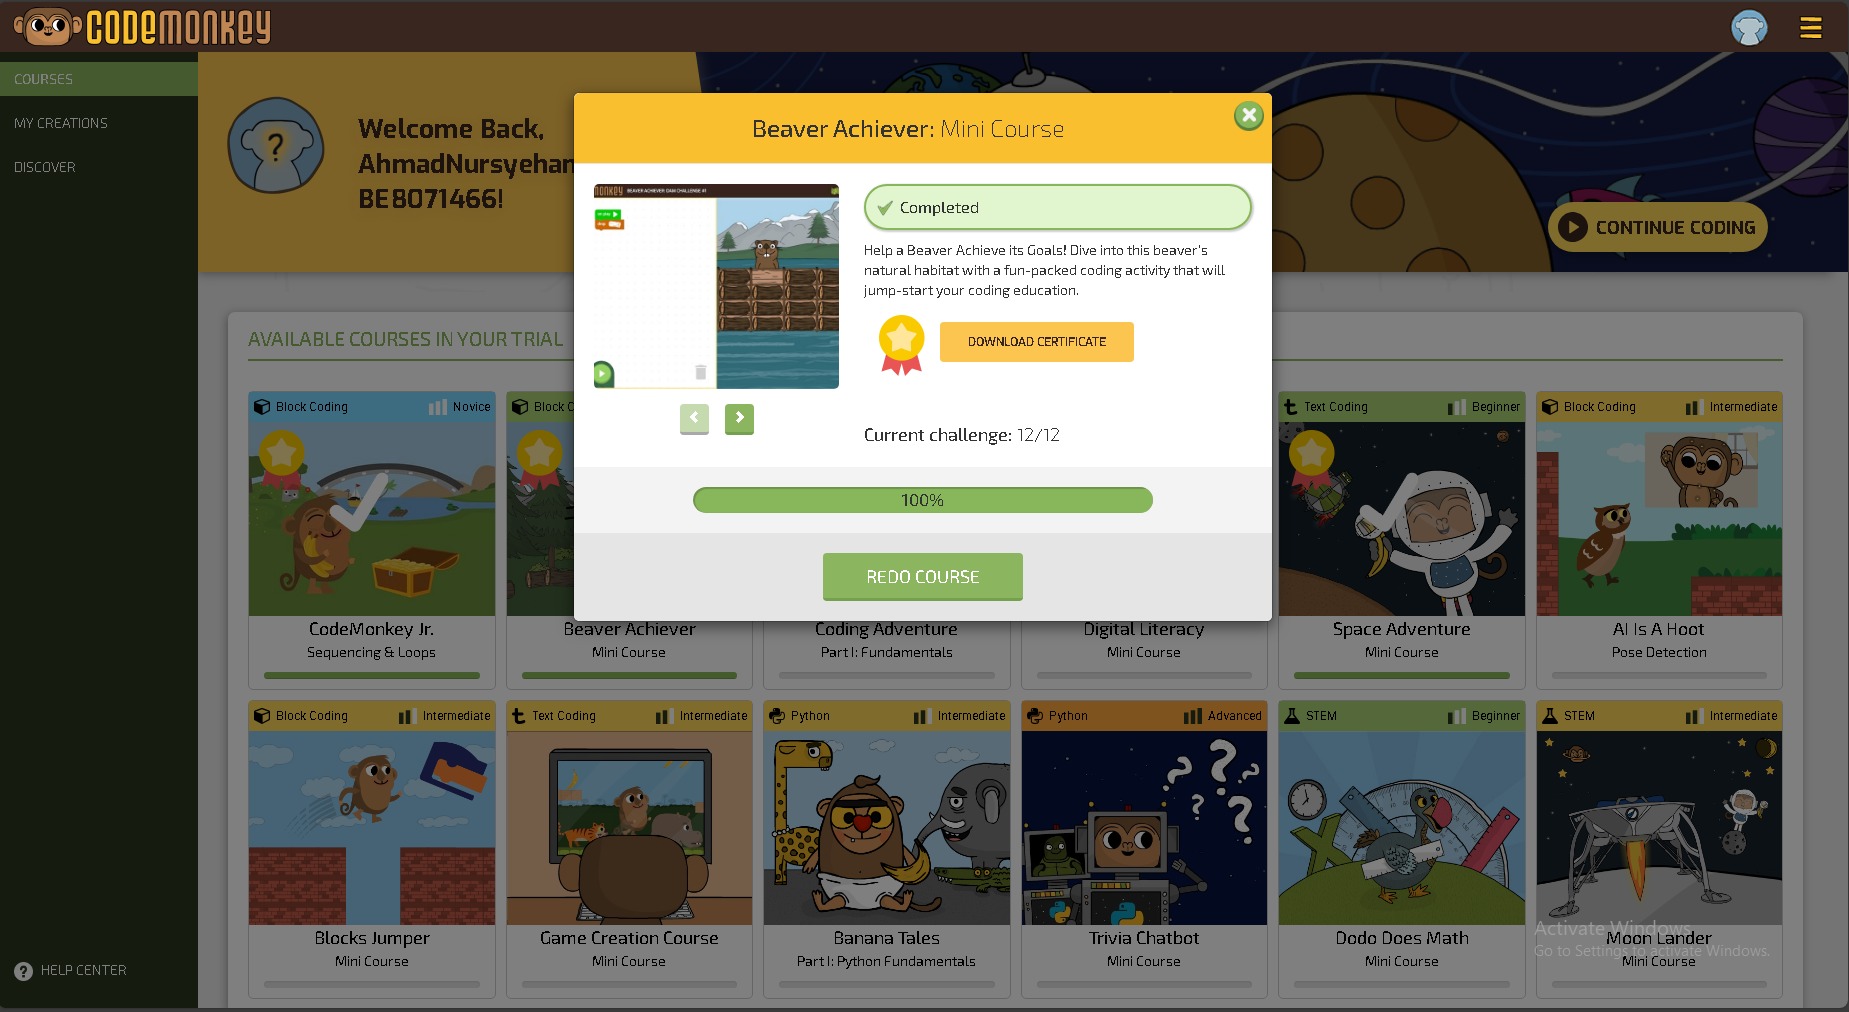 CODEMONKEY
COURSES
MY CREATIONS
DISCOVER
HELP CENTER
Welcome Back,
AhmadNursyehan
BE8071466!
CONTINUE CODING
Beaver Achiever: Mini Course
BEAVER ACHIEVER DAM CHALLENGE #1
Completed
Help a Beaver Achieve its Goals! Dive into this beaver's
natural habitat with a fun-packed coding activity that will
jump-start your coding education.
DOWNLOAD CERTIFICATE
Current challenge: 12/12
100%
REDO COURSE
AVAILABLE COURSES IN YOUR TRIAL
Block Coding Novice
CodeMonkey Jr.
Sequencing & Loops
Block C
Beaver Achiever
Mini Course
Coding Adventure
Part I: Fundamentals
Digital Literacy
Mini Course
Text Coding Beginner
Space Adventure
Mini Course
Block Coding Intermediate
AI Is A Hoot
Pose Detection
Block Coding Intermediate
Blocks Jumper
Mini Course
Text Coding Intermediate
Game Creation Course
Mini Course
Python Intermediate
Banana Tales
Part I: Python Fundamentals
Python Advanced
Trivia Chatbot
Mini Course
STEM Beginner
Dodo Does Math
Mini Course
STEM Intermediate
Moon Lander
Mini Course
Activate Windows
Go to Settings to activate Windows.